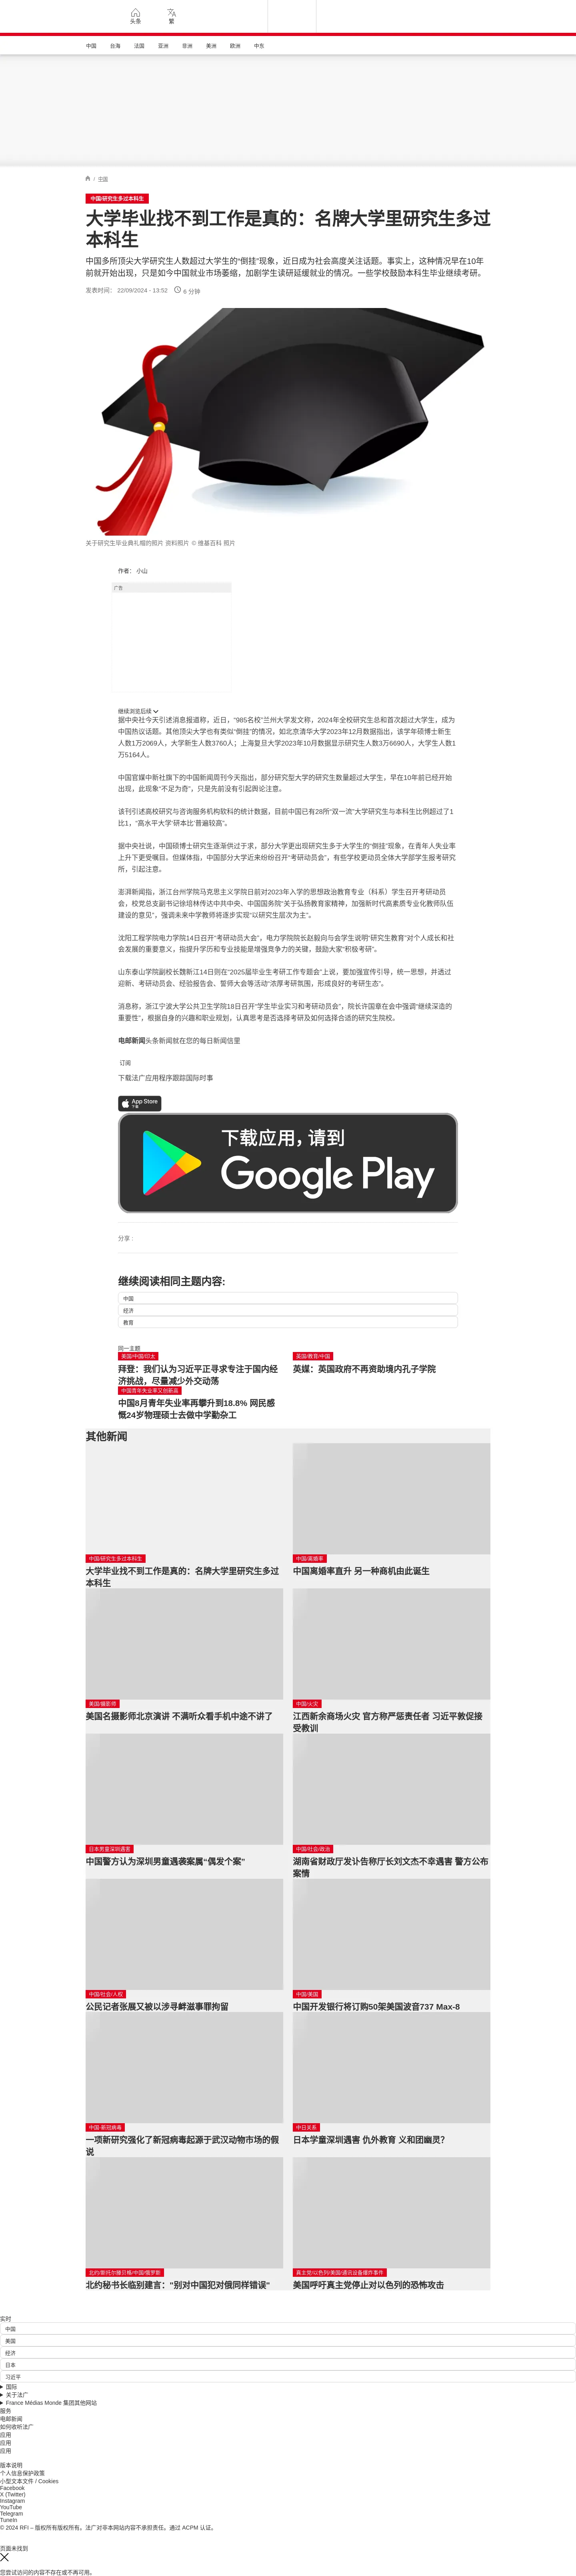 头条
繁
中国
台海
法国
亚洲
非洲
美洲
欧洲
中东
/ 中国
中国/研究生多过本科生
大学毕业找不到工作是真的：名牌大学里研究生多过
本科生
中国多所顶尖大学研究生人数超过大学生的“倒挂”现象，近日成为社会高度关注话题。事实上，这种情况早在10年
前就开始出现，只是如今中国就业市场萎缩，加剧学生读研延缓就业的情况。一些学校鼓励本科生毕业继续考研。
发表时间： 22/09/2024 - 13:52
6 分钟
关于研究生毕业典礼帽的照片 资料照片 © 维基百科 照片
作者： 小山
广告
继续浏览后续
据中央社今天引述消息报道称，近日，“985名校”兰州大学发文称，2024年全校研究生总和首次超过大学生，成为
中国热议话题。其他顶尖大学也有类似“倒挂”的情况，如北京清华大学2023年12月数据指出，该学年硕博士新生
人数1万2069人，大学新生人数3760人；上海复旦大学2023年10月数据显示研究生人数3万6690人，大学生人数1
万5164人。
中国官媒中新社旗下的中国新闻周刊今天指出，部分研究型大学的研究生数量超过大学生，早在10年前已经开始
出现，此现象“不足为奇”，只是先前没有引起舆论注意。
该刊引述高校研究与咨询服务机构软科的统计数据，目前中国已有28所“双一流”大学研究生与本科生比例超过了1
比1，“高水平大学‘研本比’普遍较高”。
据中央社说，中国硕博士研究生逐渐供过于求，部分大学更出现研究生多于大学生的“倒挂”现象，在青年人失业率
上升下更受嘱目。但媒体指，中国部分大学近来纷纷召开“考研动员会”，有些学校更动员全体大学部学生报考研究
所，引起注意。
澎湃新闻指，浙江台州学院马克思主义学院日前对2023年入学的思想政治教育专业（科系）学生召开考研动员
会，校党总支副书记徐培林传达中共中央、中国国务院“关于弘扬教育家精神，加强新时代高素质专业化教师队伍
建设的意见”，强调未来中学教师将逐步实现“以研究生层次为主”。
沈阳工程学院电力学院14日召开“考研动员大会”，电力学院院长赵毅向与会学生说明“研究生教育”对个人成长和社
会发展的重要意义，指提升学历和专业技能是增强竞争力的关键，鼓励大家“积极考研”。
山东泰山学院副校长魏新江14日则在“2025届毕业生考研工作专题会”上说，要加强宣传引导，统一思想，并透过
迎新、考研动员会、经验报告会、誓师大会等活动“浓厚考研氛围，形成良好的考研生态”。
消息称，浙江宁波大学公共卫生学院18日召开“学生毕业实习和考研动员会”，院长许国章在会中强调“继续深造的
重要性”，根据自身的兴趣和职业规划，认真思考是否选择考研及如何选择合适的研究生院校。
电邮新闻头条新闻就在您的每日新闻信里
订阅
下载法广应用程序跟踪国际时事
App Store
下载
下载应用，请到
Google Play
分享 :
继续阅读相同主题内容:
中国
经济
教育
同一主题
美国/中国/印太
拜登：我们认为习近平正寻求专注于国内经
济挑战，尽量减少外交动荡
英国/教育/中国
英媒：英国政府不再资助境内孔子学院
中国青年失业率又创新高
中国8月青年失业率再攀升到18.8% 网民感
慨24岁物理硕士去做中学勤杂工
其他新闻
中国/研究生多过本科生
大学毕业找不到工作是真的：名牌大学里研究生多过
本科生
中国/离婚率
中国离婚率直升 另一种商机由此诞生
美国/摄影师
美国名摄影师北京演讲 不满听众看手机中途不讲了
中国/火灾
江西新余商场火灾 官方称严惩责任者 习近平敦促接
受教训
日本男童深圳遇害
中国警方认为深圳男童遇袭案属“偶发个案”
中国/社会/政治
湖南省财政厅发讣告称厅长刘文杰不幸遇害 警方公布
案情
中国/社会/人权
公民记者张展又被以涉寻衅滋事罪拘留
中国/美国
中国开发银行将订购50架美国波音737 Max-8
中国-新冠病毒
一项新研究强化了新冠病毒起源于武汉动物市场的假
说
中日关系
日本学童深圳遇害 仇外教育 义和团幽灵？
北约/斯托尔滕贝格/中国/俄罗斯
北约秘书长临别建言："别对中国犯对俄同样错误"
真主党/以色列/美国/通讯设备爆炸事件
美国呼吁真主党停止对以色列的恐怖攻击
实时
中国
美国
经济
日本
习近平
国际
关于法广
France Médias Monde 集团其他网站
服务
电邮新闻
如何收听法广
应用
应用
应用
版本说明
个人信息保护政策
小型文本文件 / Cookies
Facebook
X (Twitter)
Instagram
YouTube
Telegram
TuneIn
© 2024 RFI – 版权所有版权所有。法广对非本网站内容不承担责任。通过 ACPM 认证。
页面未找到
您尝试访问的内容不存在或不再可用。